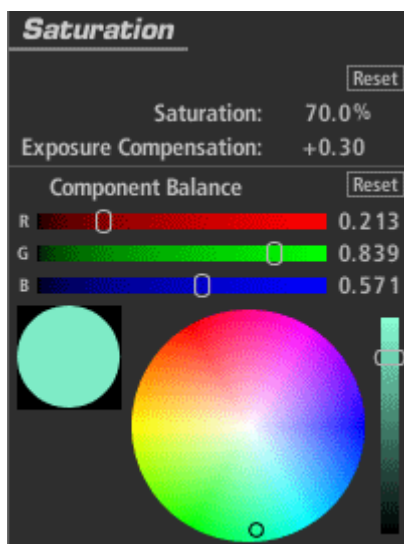 Saturation
Reset
Saturation: 70.0%
Exposure Compensation: +0.30
Component Balance Reset
R 0.213
G 0.839
B 0.571